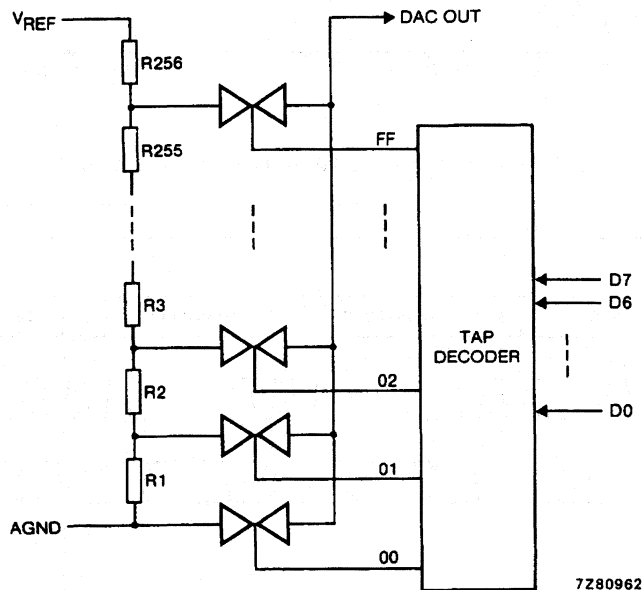 VREF
DAC OUT
R256
R255
FF
D7
D6
R3
TAP
DECODER
02
R2
D0
01
R1
AGND
00
7Z80962